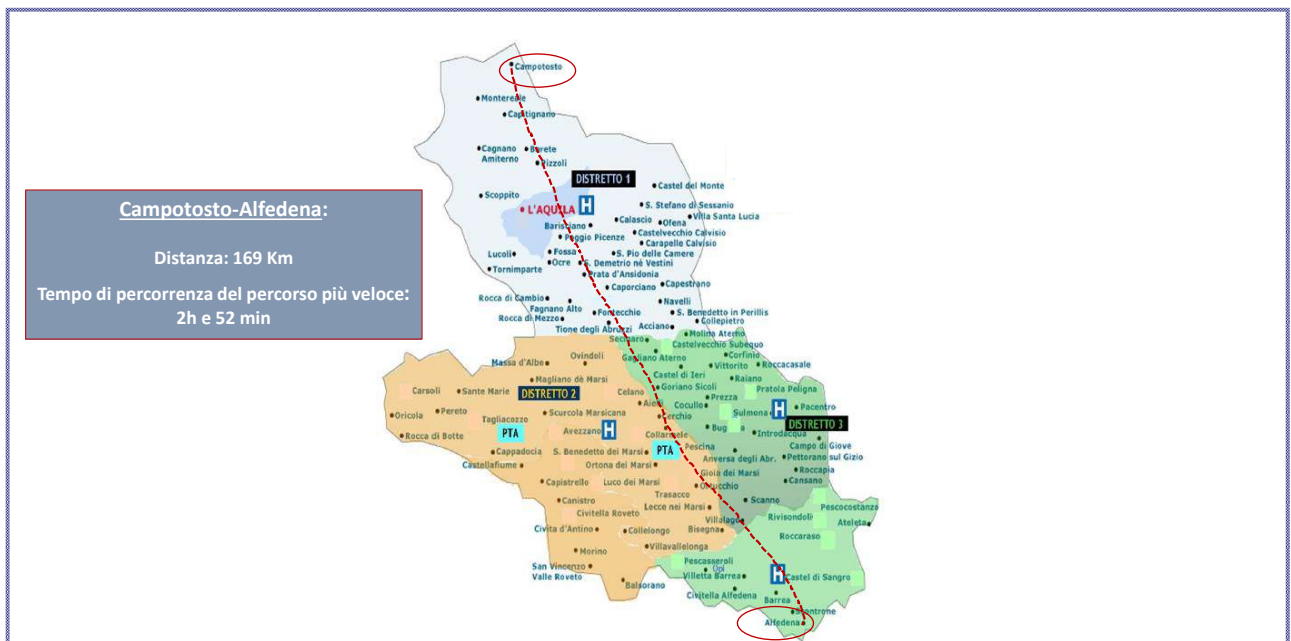 Campotosto-Alfedena:
Distanza: 169 Km
Tempo di percorrenza del percorso più veloce:
2h e 52 min
Campotosto
Montereale
Capitignano
Cagnano
Amiterno
Barete
Pizzoli
DISTRETTO 1
Castel del Monte
Scoppito
L'AQUILA
H
S. Stefano di Sessanio
Villa Santa Lucia
Calascio
Ofena
Barisciano
Castelvecchio Calvisio
Poggio Picenze
Carapelle Calvisio
Lucoli
Fossa
S. Pio delle Camere
Ocre
S. Demetrio nè Vestini
Tornimparte
Prata d'Ansidonia
Caporciano
Capestrano
Rocca di Cambio
Fagnano Alto
Navelli
Rocca di Mezzo
Fontecchio
S. Benedetto in Perillis
Tione degli Abruzzi
Acciano
Collepietro
Molina Aterno
Secinaro
Castelvecchio Subequo
Massa d'Albe
Ovindoli
Gagliano Aterno
Corfinio
Vittorito
Roccacasale
Magliano dè Marsi
Castel di Ieri
Raiano
Carsoli
Sante Marie
DISTRETTO 2
Celano
Goriano Sicoli
Pratola Peligna
Aielli
Prezza
Oricola
Pereto
Scurcola Marsicana
Cerchio
Cocullo
Sulmona
H
Pacentro
Tagliacozzo
DISTRETTO 3
Rocca di Botte
PTA
Avezzano
H
Collarmele
Introdacqua
Cappadocia
S. Benedetto dei Marsi
PTA
Pescina
Anversa degli Abr.
Campo di Giove
Pettorano sul Gizio
Castellafiume
Ortona dei Marsi
Gioia dei Marsi
Roccapia
Capistrello
Luco dei Marsi
Ortucchio
Cansano
Canistro
Trasacco
Scanno
Civitella Roveto
Lecce nei Marsi
Villalago
Rivisondoli
Pescocostanzo
Civita d'Antino
Collelongo
Bisegna
Ateleta
Roccaraso
Morino
Villavallelonga
San Vincenzo
Valle Roveto
Pescasseroli
Opi
Villetta Barrea
H
Castel di Sangro
Balsorano
Civitella Alfedena
Barrea
Scontrone
Alfedena